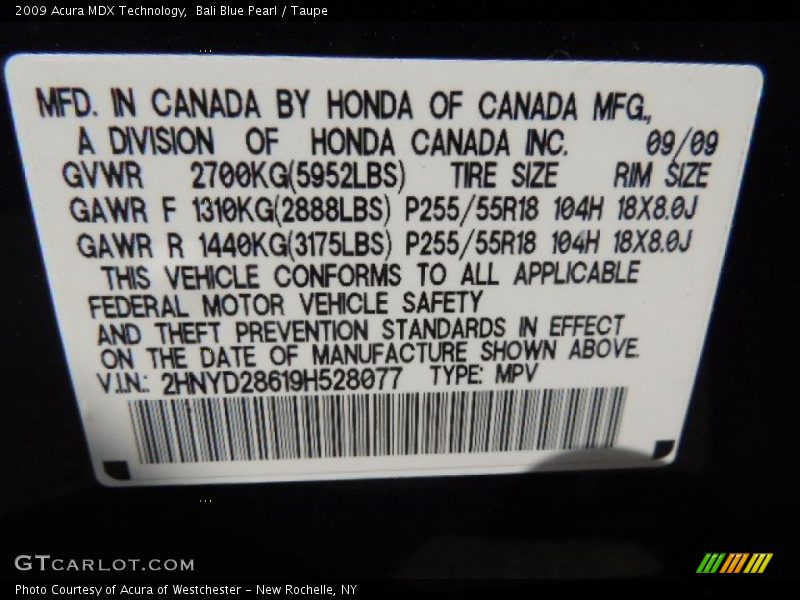 2009 Acura MDX Technology, Bali Blue Pearl / Taupe
MFD. IN CANADA BY HONDA OF CANADA MFG.,
A DIVISION OF HONDA CANADA INC. 09/09
GVWR 2700KG(5952LBS) TIRE SIZE RIM SIZE
GAWR F 1310KG(2888LBS) P255/55R18 104H 18X8.0J
GAWR R 1440KG(3175LBS) P255/55R18 104H 18X8.0J
THIS VEHICLE CONFORMS TO ALL APPLICABLE
FEDERAL MOTOR VEHICLE SAFETY
AND THEFT PREVENTION STANDARDS IN EFFECT
ON THE DATE OF MANUFACTURE SHOWN ABOVE.
V.I.N.: 2HNYD28619H528077 TYPE: MPV
GTCARLOT.COM
Photo Courtesy of Acura of Westchester - New Rochelle, NY